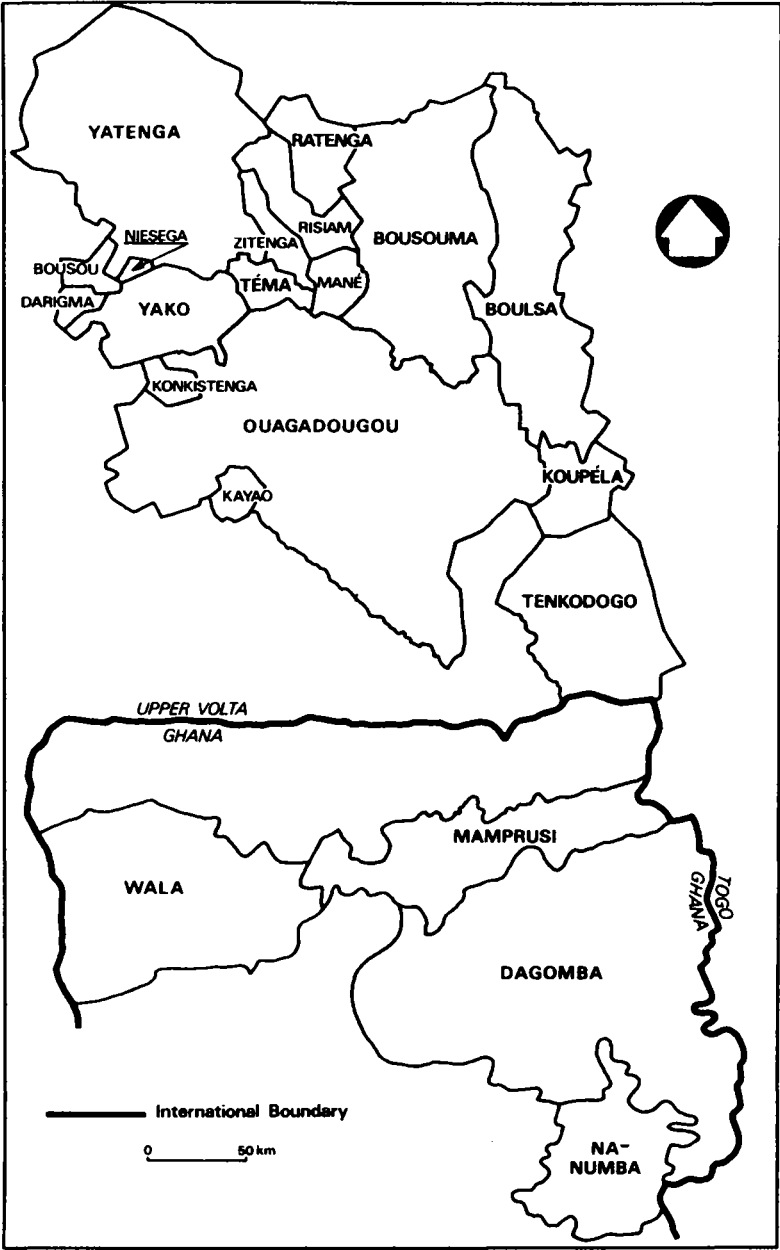 YATENGA
RATENGA
NIESEGA
RISIAM
ZITENGA
BOUSOUMA
BOUSOU
TÉMA
MANÉ
DARIGMA
YAKO
BOULSA
KONKISTENGA
OUAGADOUGOU
KOUPÉLA
KAYAO
TENKODOGO
UPPER VOLTA
GHANA
MAMPRUSI
WALA
TOGO
GHANA
DAGOMBA
International Boundary
0 50 km
NA-
NUMBA